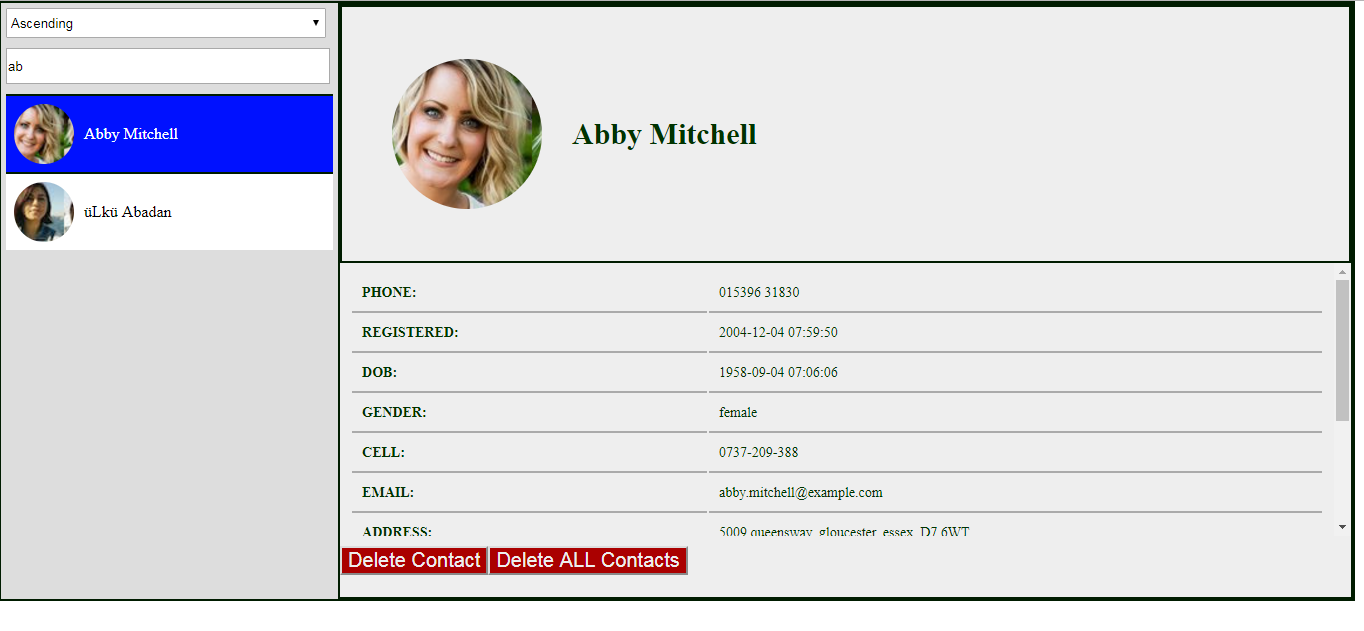 Ascending
ab
Abby Mitchell
üLkü Abadan
Abby Mitchell
PHONE: 015396 31830
REGISTERED: 2004-12-04 07:59:50
DOB: 1958-09-04 07:06:06
GENDER: female
CELL: 0737-209-388
EMAIL: abby.mitchell@example.com
ADDRESS: 5009 queensway, gloucester, essex, D7 6WT
Delete Contact Delete ALL Contacts